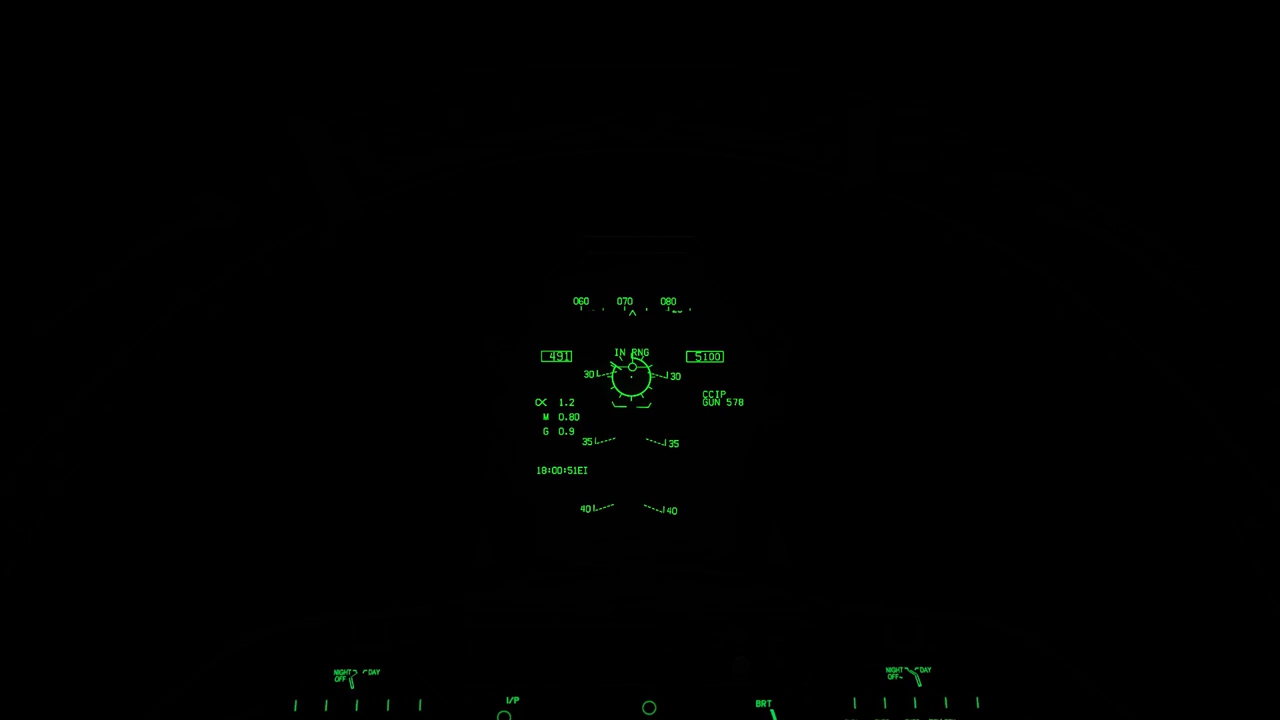 060 070 080
IN RNG
491
5100
30 30
CCIP
GUN 578
α 1.2
M 0.80
G 0.9
35 35
18:00:51
40 40
NIGHT DAY
OFF
NIGHT DAY
OFF
I/P
BRT